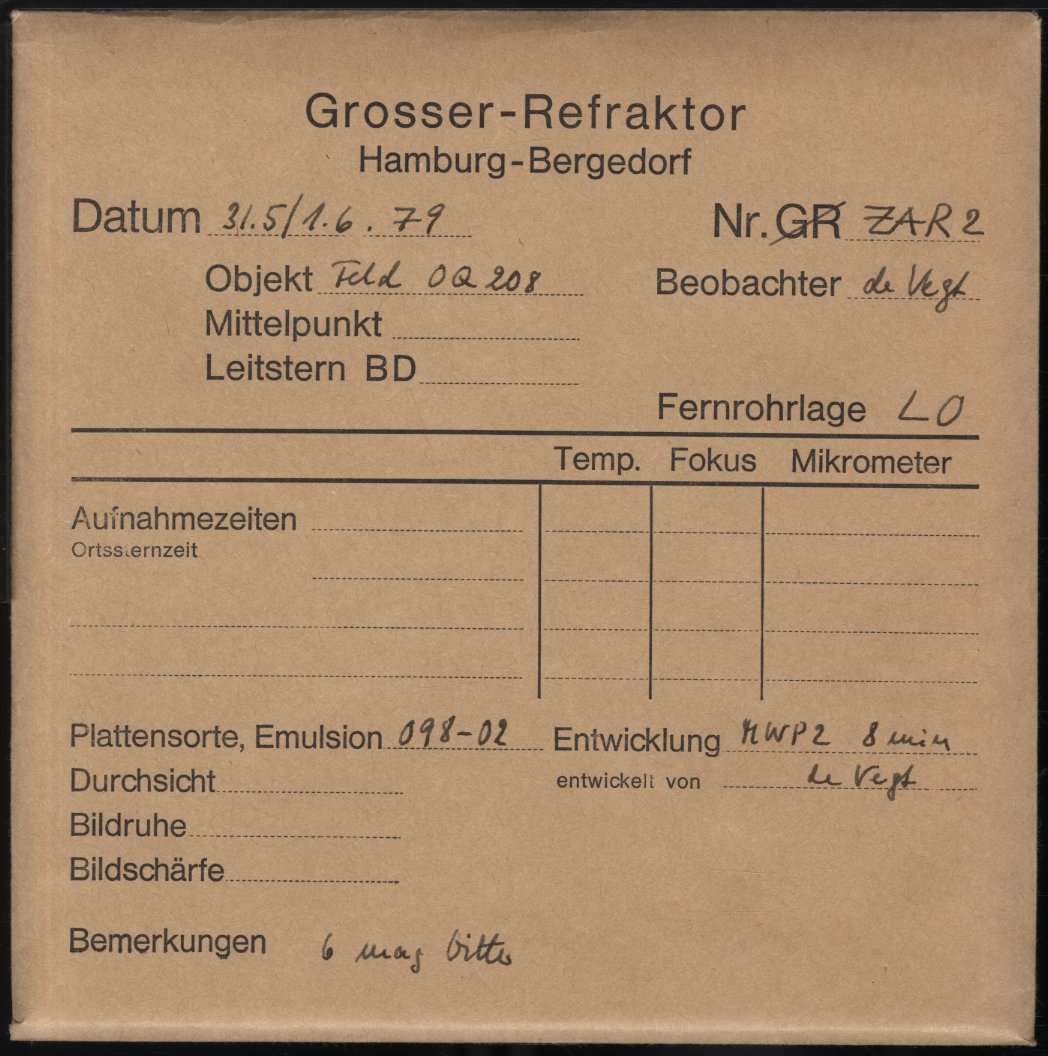 Grosser-Refraktor
Hamburg-Bergedorf
Datum 31.5/1.6.79 Nr. GR ZAR 2
Objekt Feld OQ 208 Beobachter de Vegt
Mittelpunkt
Leitstern BD
Fernrohrlage LO
Temp. Fokus Mikrometer
Aufnahmezeiten
Ortssternzeit
Plattensorte, Emulsion 098-02 Entwicklung MWP2 8 min
Durchsicht entwickelt von de Vegt
Bildruhe
Bildschärfe
Bemerkungen 6 mag Gitter